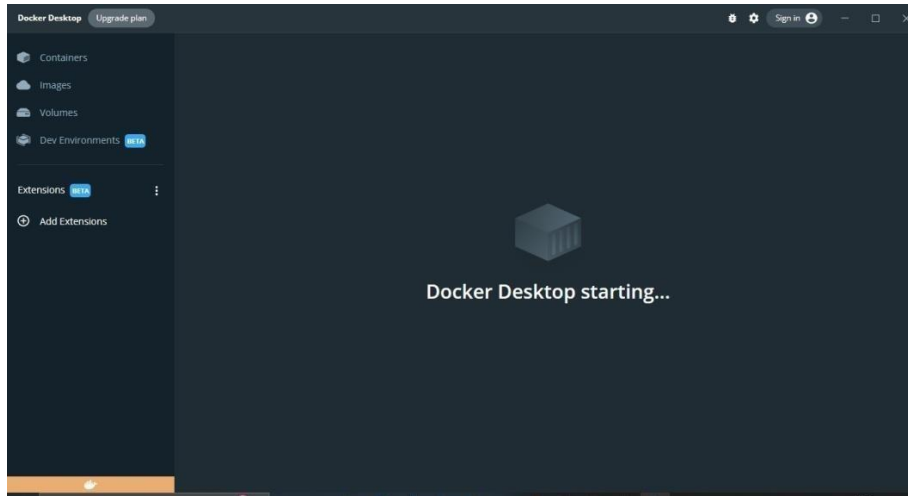 Docker Desktop Upgrade plan Sign in
Containers
Images
Volumes
Dev Environments BETA
Extensions BETA
Add Extensions
Docker Desktop starting...